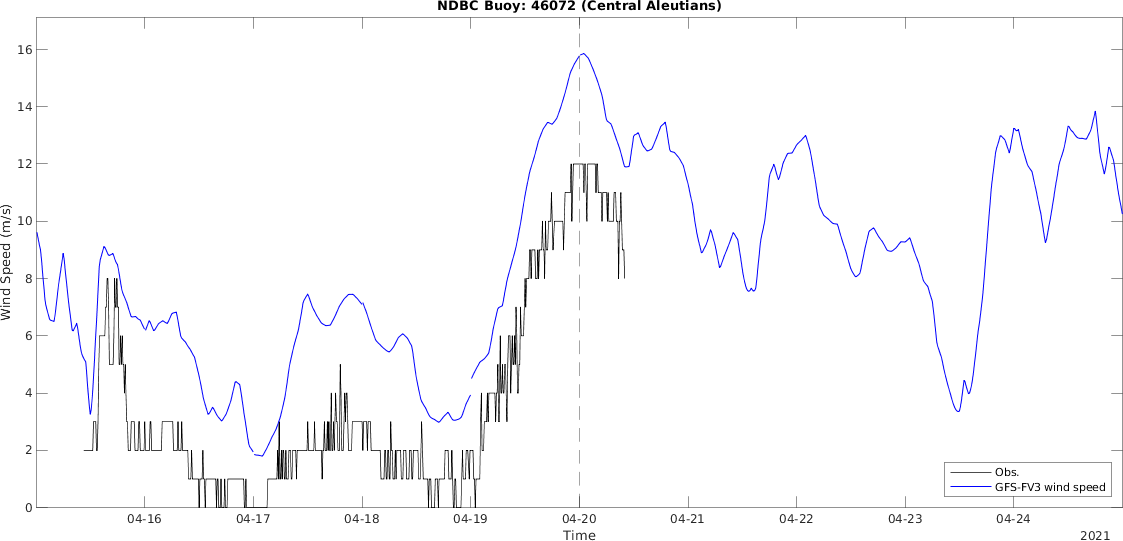 NDBC Buoy: 46072 (Central Aleutians)
Wind Speed (m/s)
16
14
12
10
8
6
4
2
0
Obs.
GFS-FV3 wind speed
04-16 04-17 04-18 04-19 04-20 04-21 04-22 04-23 04-24
Time
2021